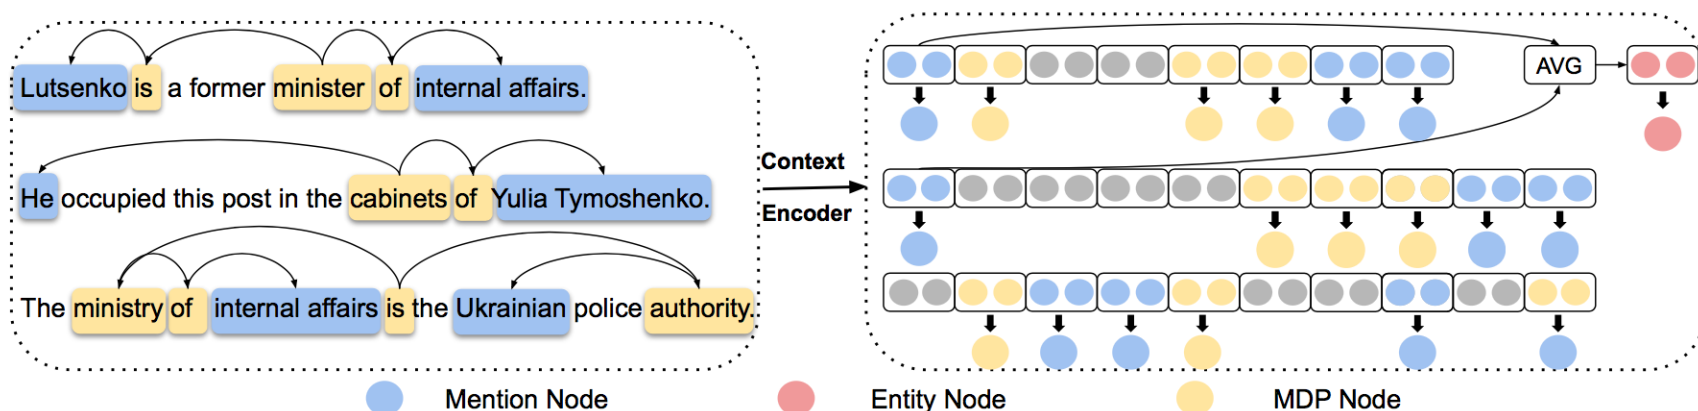 Lutsenko is a former minister of internal affairs.
He occupied this post in the cabinets of Yulia Tymoshenko.
The ministry of internal affairs is the Ukrainian police authority.
Context
Encoder
AVG
Mention Node
Entity Node
MDP Node